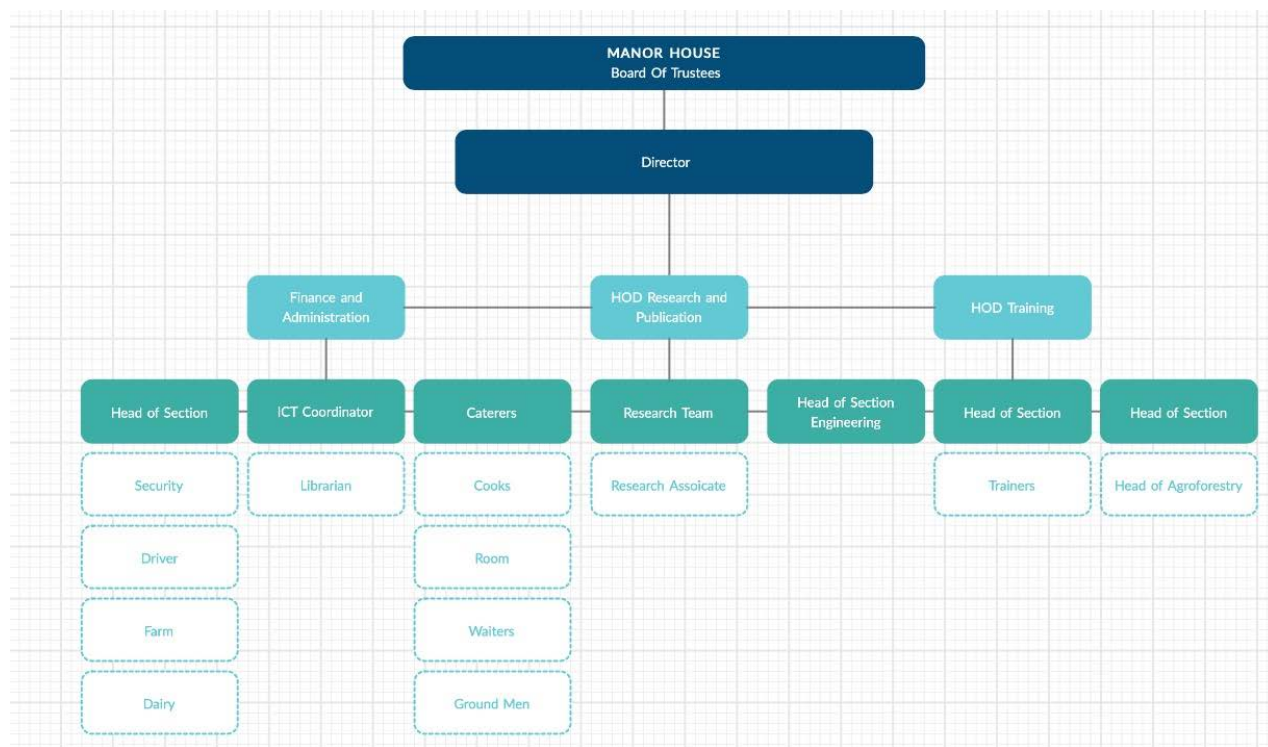 MANOR HOUSE
Board Of Trustees
Director
Finance and
Administration
HOD Research and
Publication
HOD Training
Head of Section
ICT Coordinator
Caterers
Research Team
Head of Section
Engineering
Head of Section
Head of Section
Security
Librarian
Cooks
Research Assoicate
Trainers
Head of Agroforestry
Driver
Room
Farm
Waiters
Dairy
Ground Men